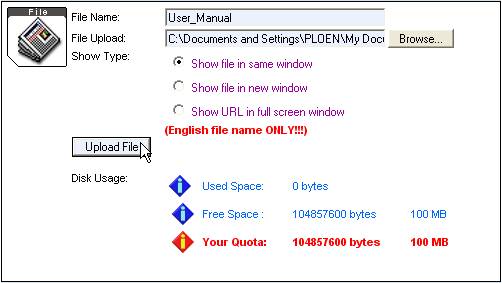 File
File Name: User_Manual
File Upload: C:\Documents and Settings\PLOEN\My Docu Browse...
Show Type: Show file in same window
Show file in new window
Show URL in full screen window
(English file name ONLY!!!)
Upload File
Disk Usage: Used Space: 0 bytes
Free Space : 104857600 bytes 100 MB
Your Quota: 104857600 bytes 100 MB